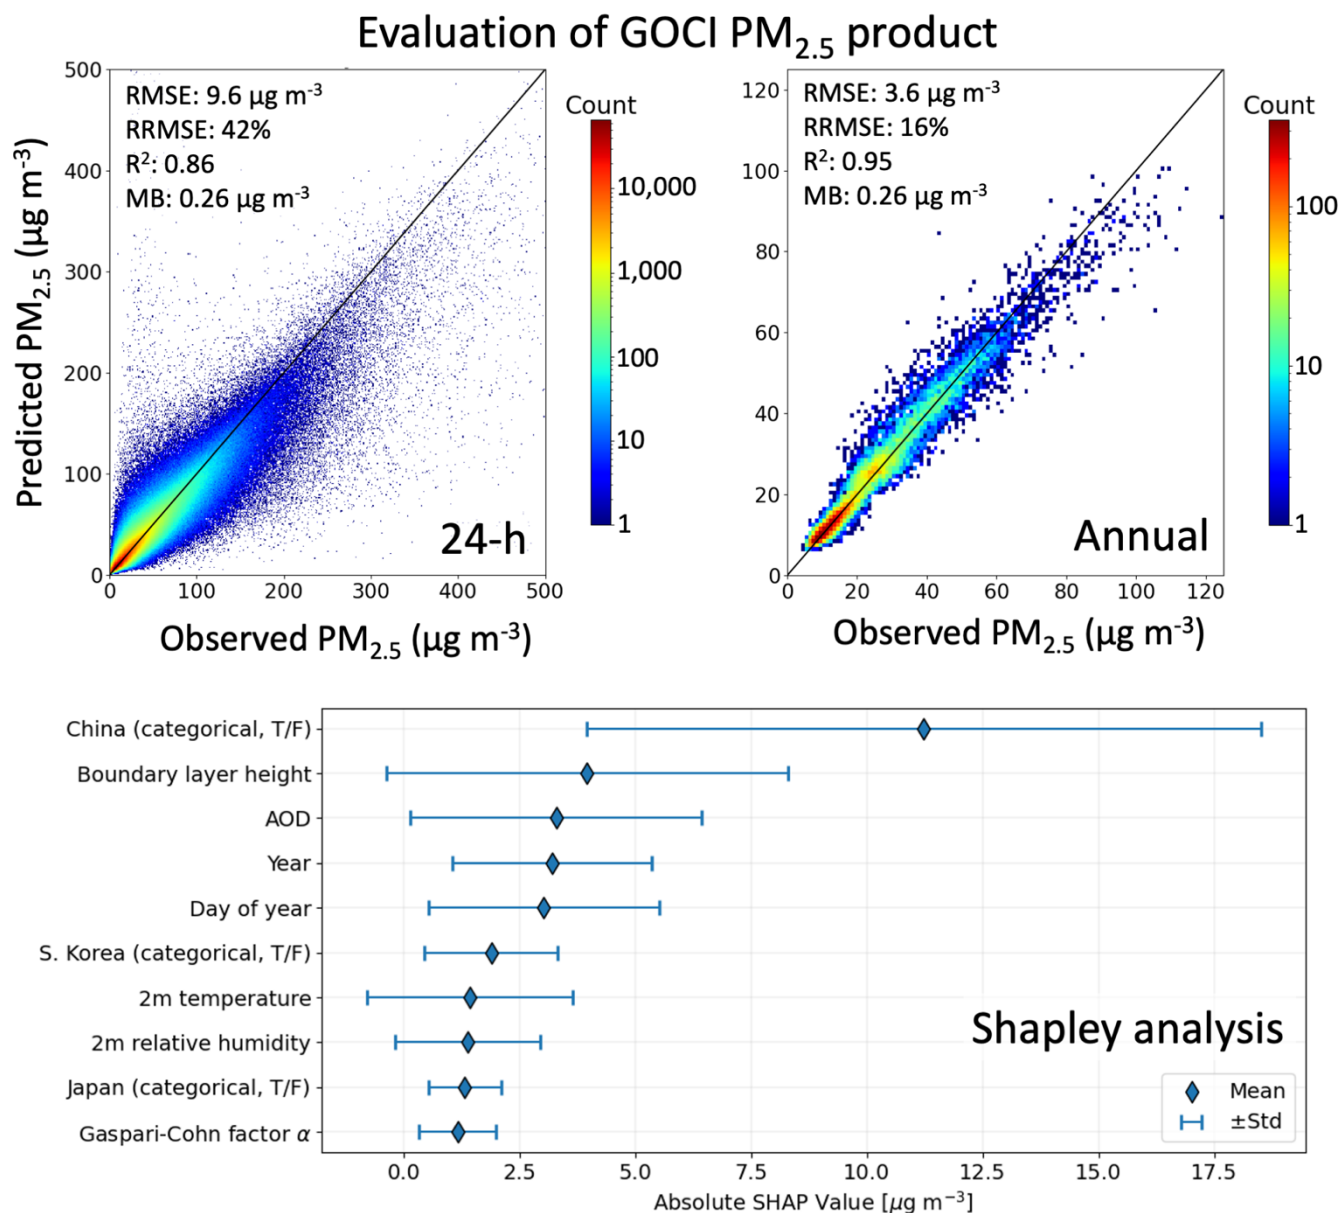 Evaluation of GOCI PM2.5 product
RMSE: 9.6 µg m-3
RRMSE: 42%
R2: 0.86
MB: 0.26 µg m-3
24-h
Predicted PM2.5 (µg m-3)
500
400
300
200
100
0
0 100 200 300 400 500
Observed PM2.5 (µg m-3)
Count
10,000
1,000
100
10
1
RMSE: 3.6 µg m-3
RRMSE: 16%
R2: 0.95
MB: 0.26 µg m-3
Annual
120
100
80
60
40
20
0
0 20 40 60 80 100 125
Observed PM2.5 (µg m-3)
Count
100
10
1
China (categorical, T/F)
Boundary layer height
AOD
Year
Day of year
S. Korea (categorical, T/F)
2m temperature
2m relative humidity
Japan (categorical, T/F)
Gaspari-Cohn factor α
Shapley analysis
Mean
±Std
0.0 2.5 5.0 7.5 10.0 12.5 15.0 17.5
Absolute SHAP Value [µg m−3]